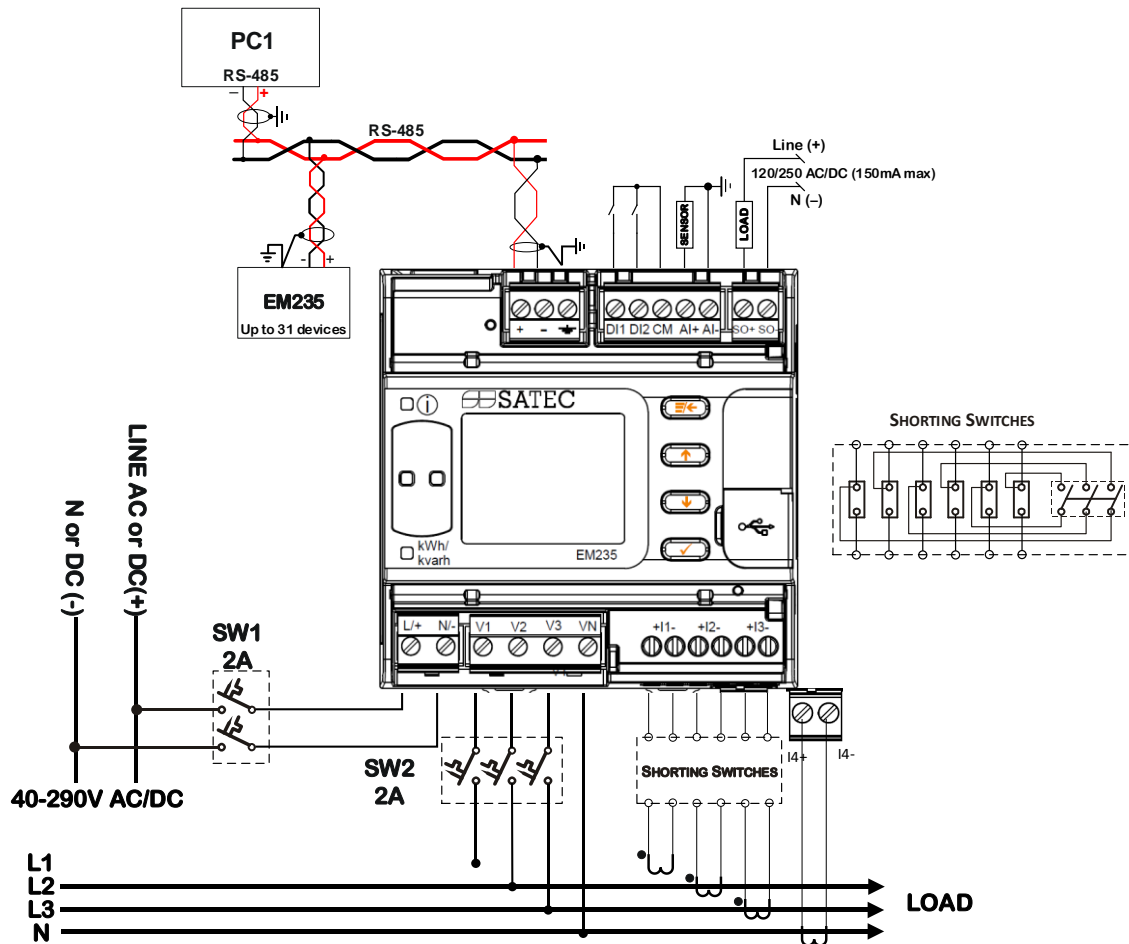 PC1
RS-485
– +
RS-485
Line (+)
120/250 AC/DC (150mA max)
N (–)
SENSOR
LOAD
- +
EM235
Up to 31 devices
+ –
DI1 DI2 CM AI+ AI-
SO+ SO-
i
SATEC
kWh/
kvarh
EM235
SHORTING SWITCHES
N or DC (-)
LINE AC or DC(+)
SW1
2A
40-290V AC/DC
L/+ N/-
V1 V2 V3 VN
+I1- +I2- +I3-
SW2
2A
SHORTING SWITCHES
I4+ I4-
L1
L2
L3
N
LOAD